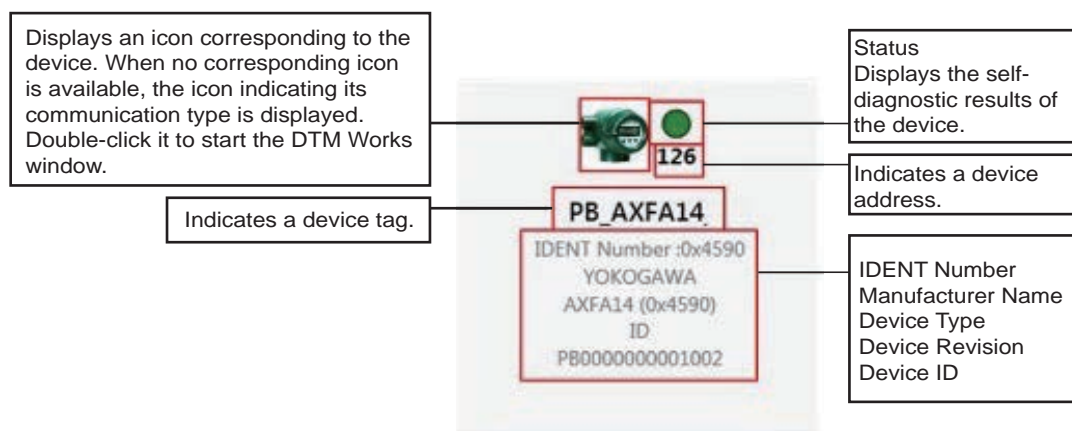 Displays an icon corresponding to the
device. When no corresponding icon
is available, the icon indicating its
communication type is displayed.
Double-click it to start the DTM Works
window.
Status
Displays the self-
diagnostic results of
the device.
126
Indicates a device
address.
Indicates a device tag.
PB_AXFA14
IDENT Number :0x4590
YOKOGAWA
AXFA14 (0x4590)
ID
PB0000000001002
IDENT Number
Manufacturer Name
Device Type
Device Revision
Device ID